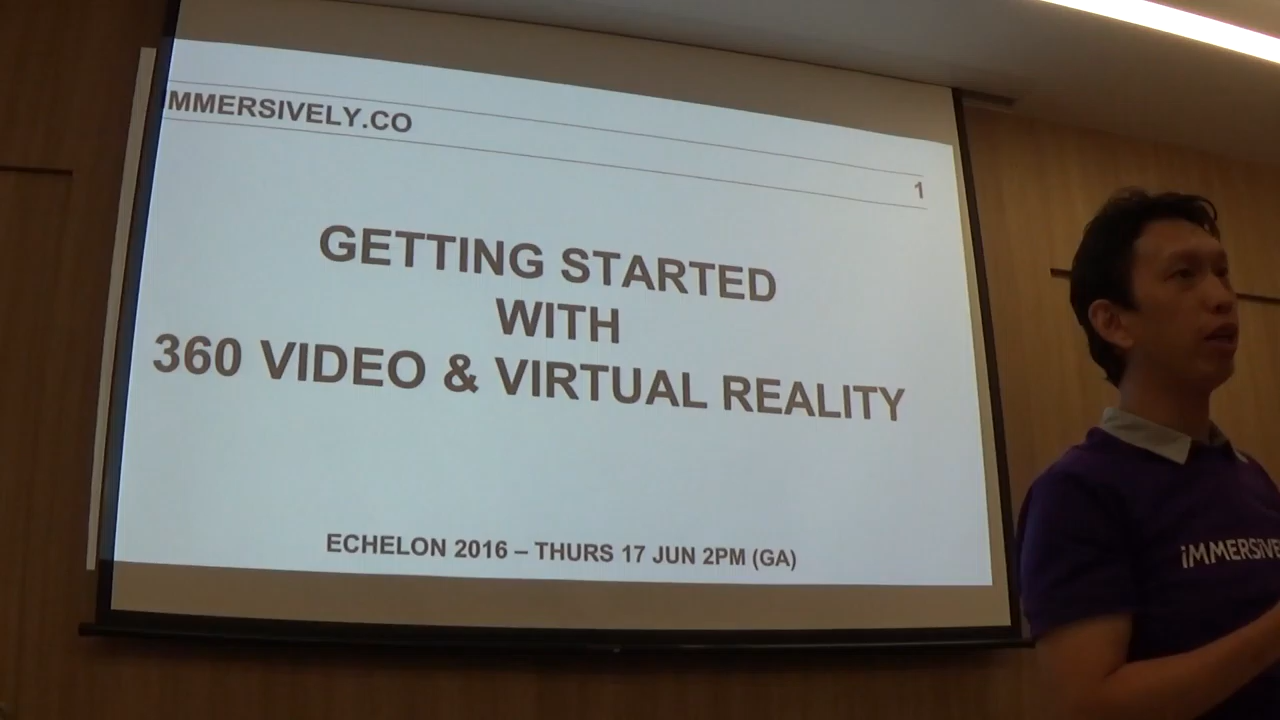 MMERSIVELY.CO
1
GETTING STARTED
WITH
360 VIDEO & VIRTUAL REALITY
ECHELON 2016 – THURS 17 JUN 2PM (GA)
iMMERSiVE